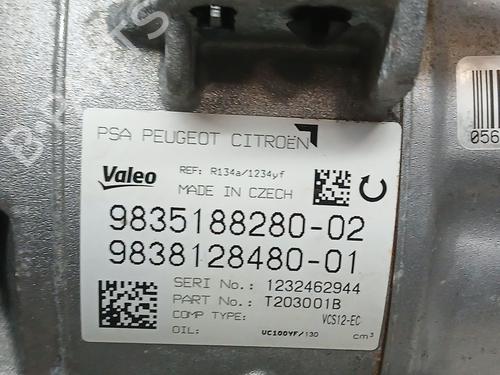 PSA PEUGEOT CITROËN
Valeo
REF: R134a/1234yf
MADE IN CZECH
9835188280-02
9838128480-01
SERI No.: 1232462944
PART No.: T203001B
COMP TYPE: VCS12-EC
OIL: VC100YF/130 cm³
056